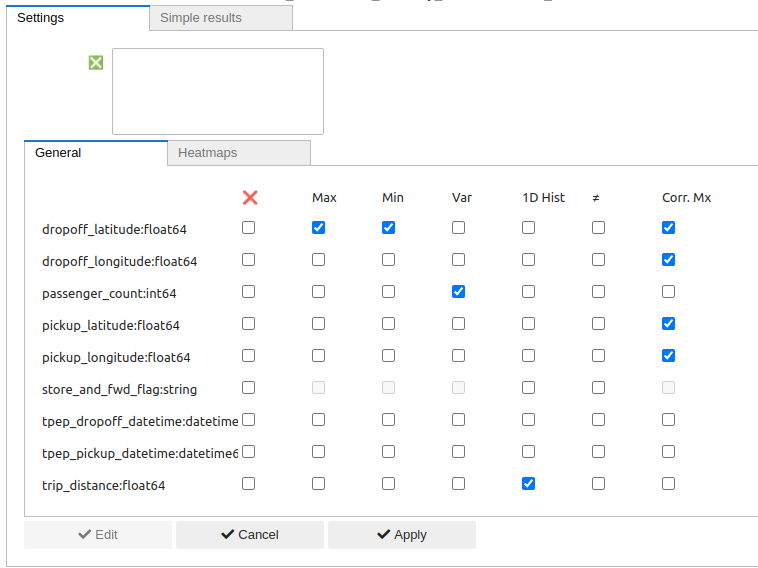 Settings Simple results
General Heatmaps
Max Min Var 1D Hist ≠ Corr. Mx
dropoff_latitude:float64
dropoff_longitude:float64
passenger_count:int64
pickup_latitude:float64
pickup_longitude:float64
store_and_fwd_flag:string
tpep_dropoff_datetime:datetime
tpep_pickup_datetime:datetime6
trip_distance:float64
Edit Cancel Apply